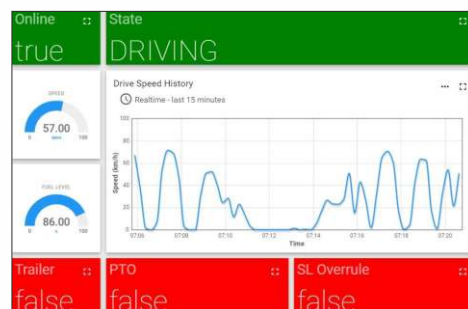 Online
true
State
DRIVING
SPEED
57.00
0
100
FUEL LEVEL
86.00
%
0
100
Drive Speed History
Realtime - last 15 minutes
Speed (km/h)
100
80
60
40
20
0
07:06
07:08
07:10
07:12
07:14
07:16
07:18
07:20
Time
Trailer
false
PTO
false
SL Overrule
false